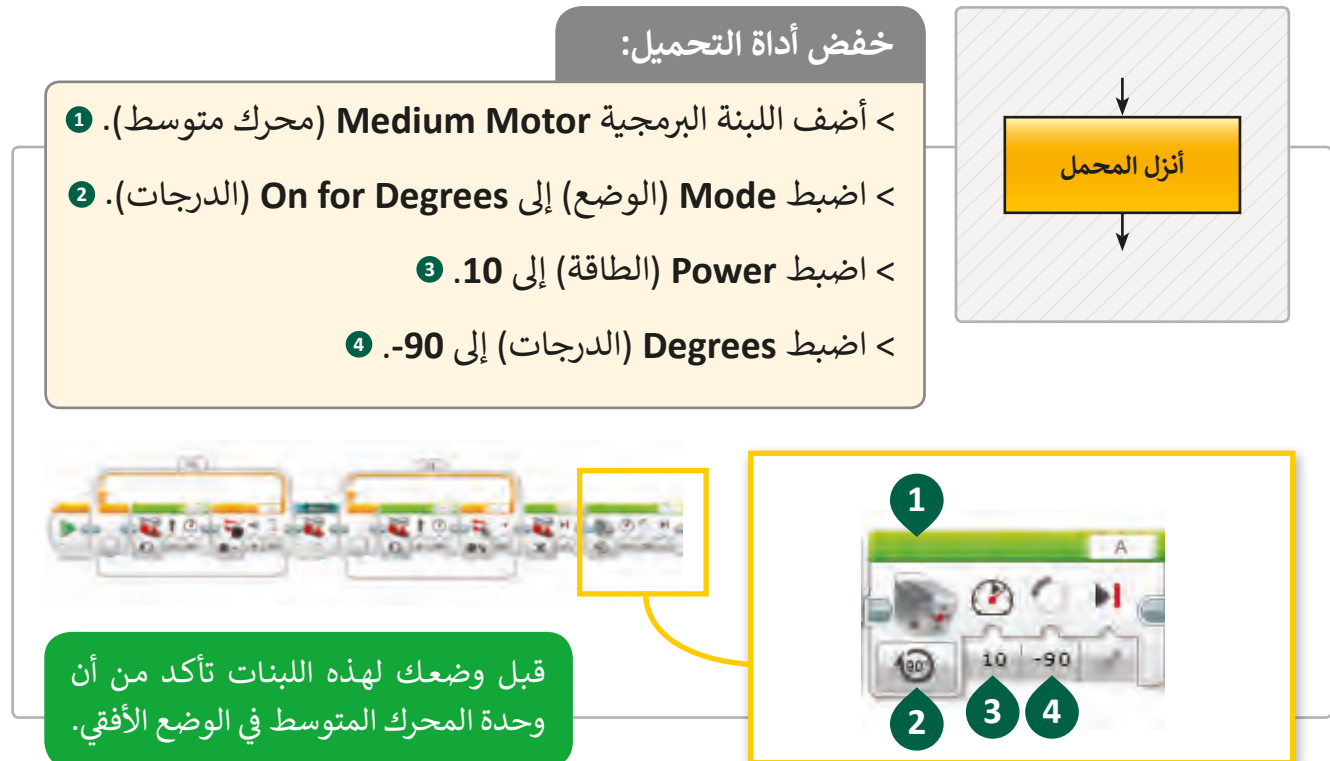 خفض أداة التحميل:
> أضف اللبنة البرمجية Medium Motor (محرك متوسط). 1
> اضبط Mode (الوضع) إلى On for Degrees (الدرجات). 2
> اضبط Power (الطاقة) إلى 10. 3
> اضبط Degrees (الدرجات) إلى 90-. 4
أنزل المحمل
1
A
10 -90
2 3 4
قبل وضعك لهذه اللبنات تأكد من أن
وحدة المحرك المتوسط في الوضع الأفقي.